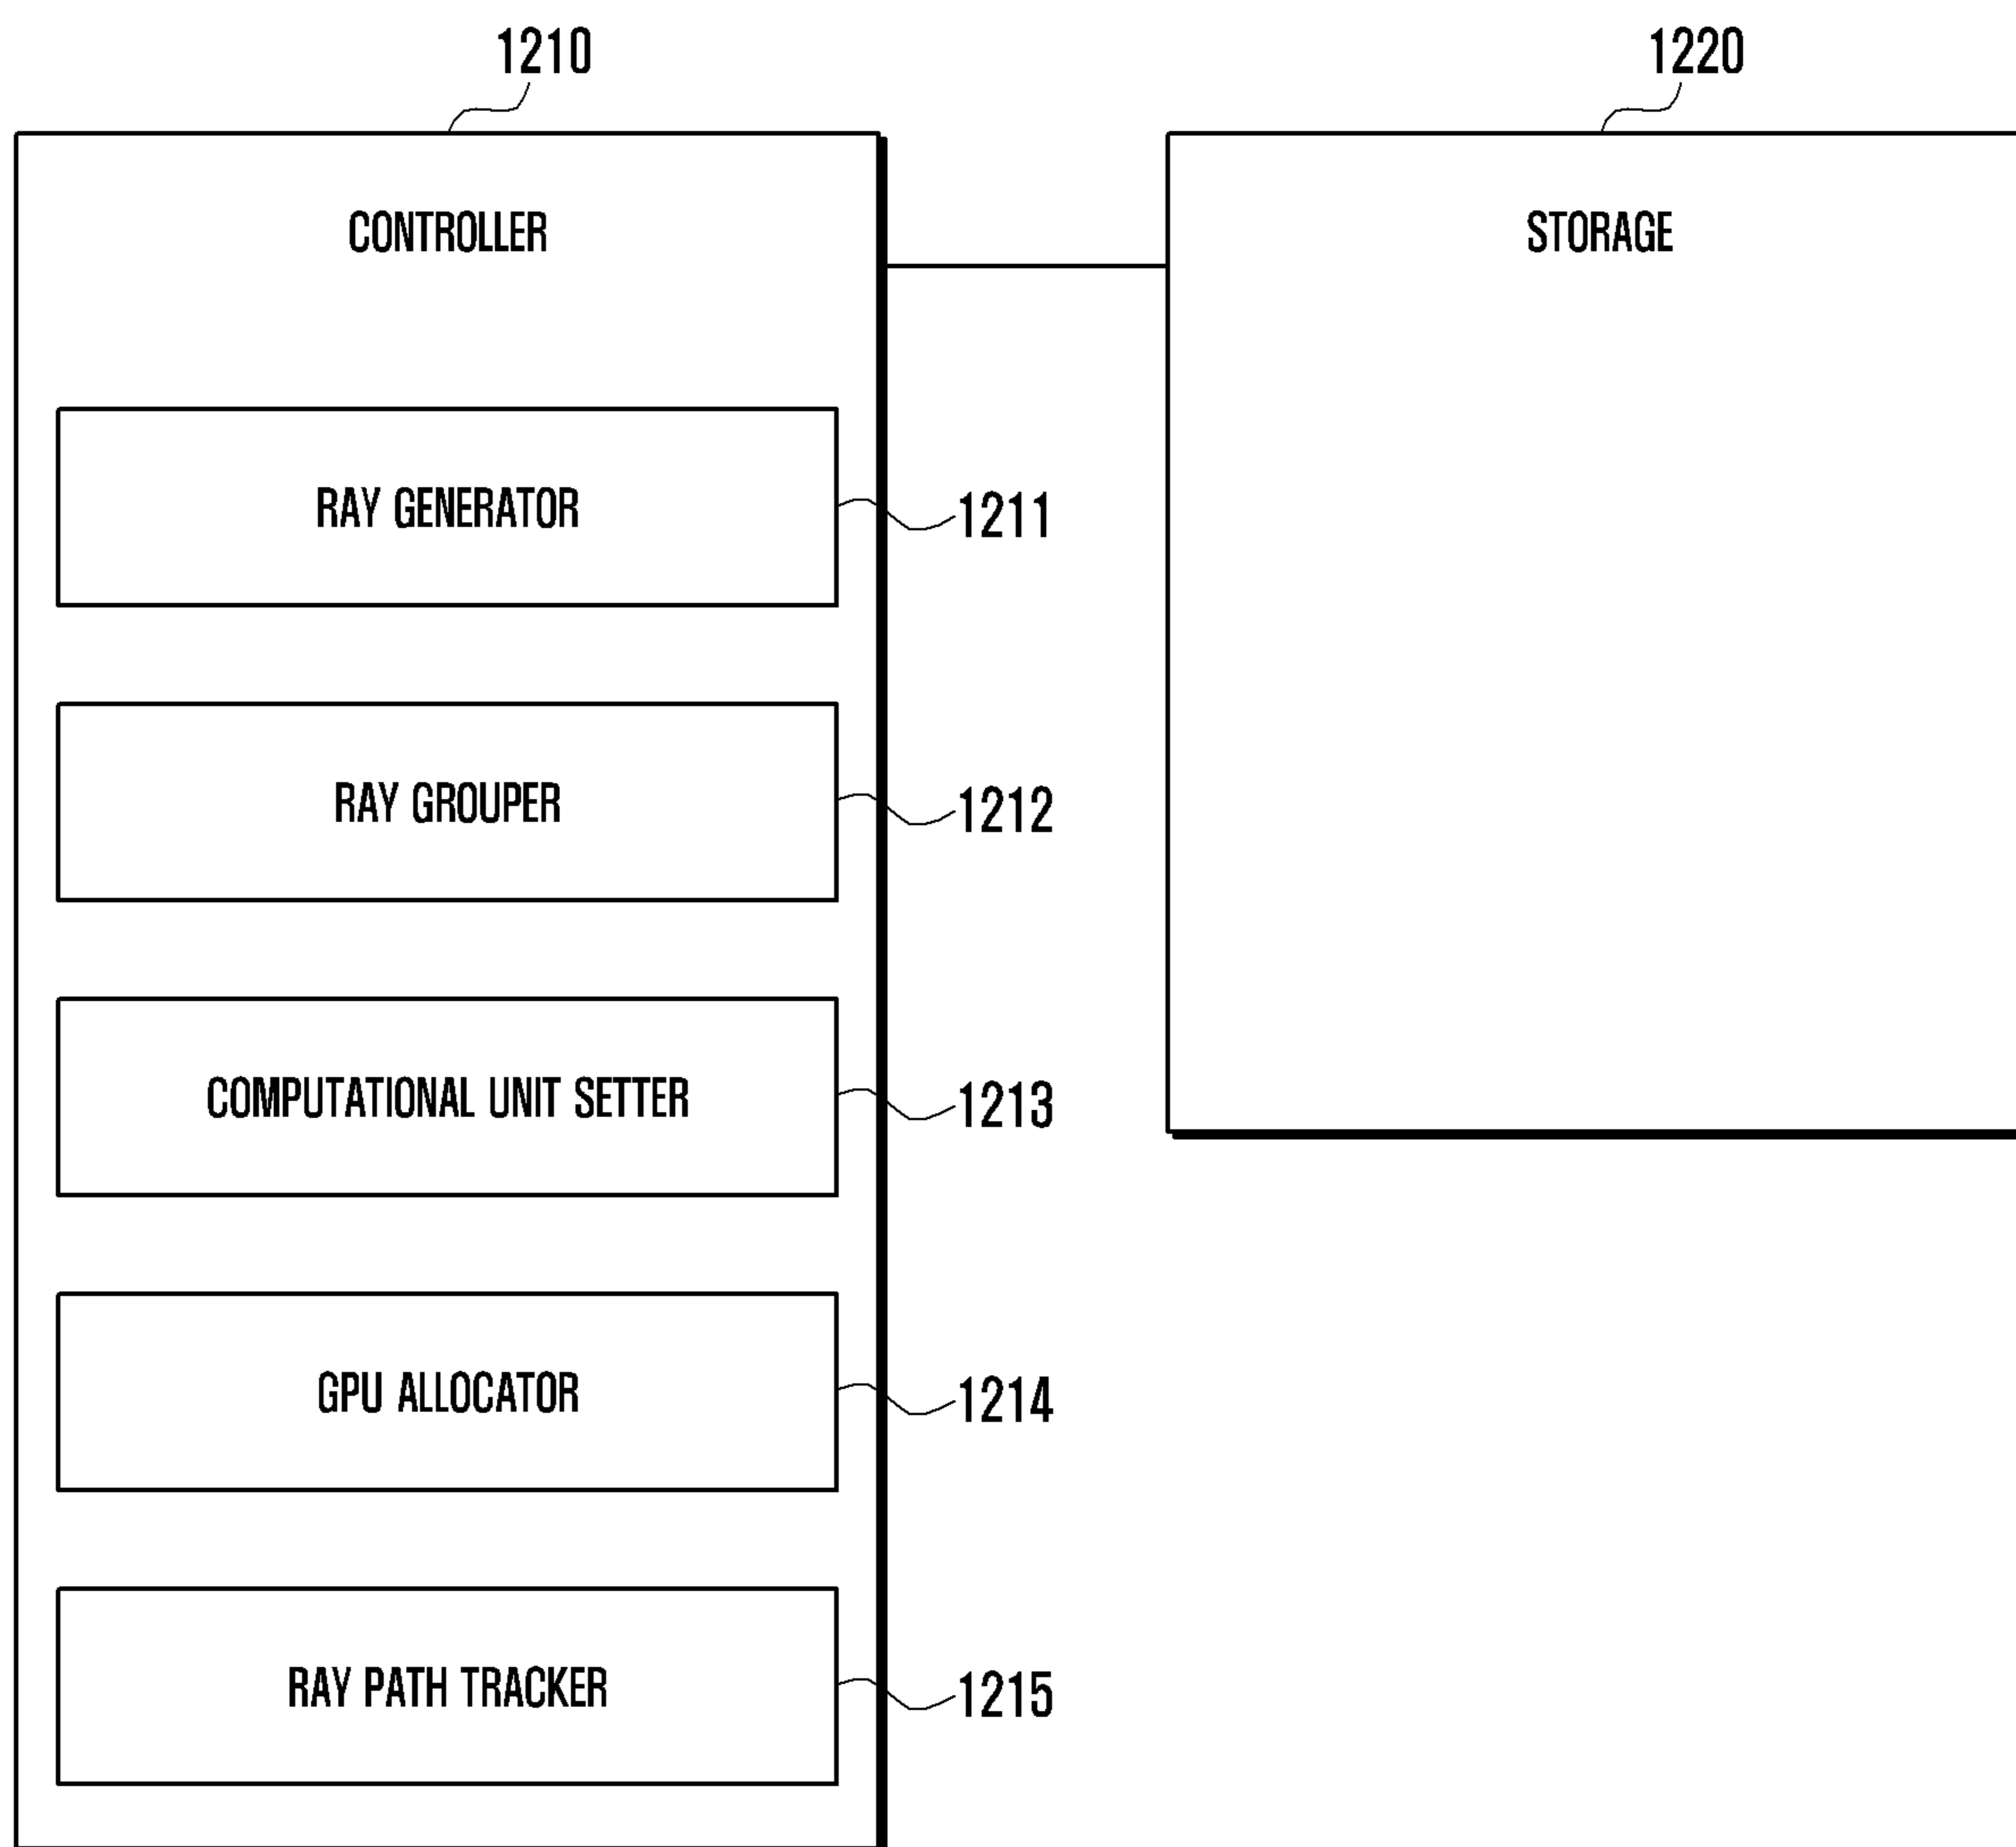 1210
1220
CONTROLLER
STORAGE
RAY GENERATOR
1211
RAY GROUPER
1212
COMPUTATIONAL UNIT SETTER
1213
GPU ALLOCATOR
1214
RAY PATH TRACKER
1215